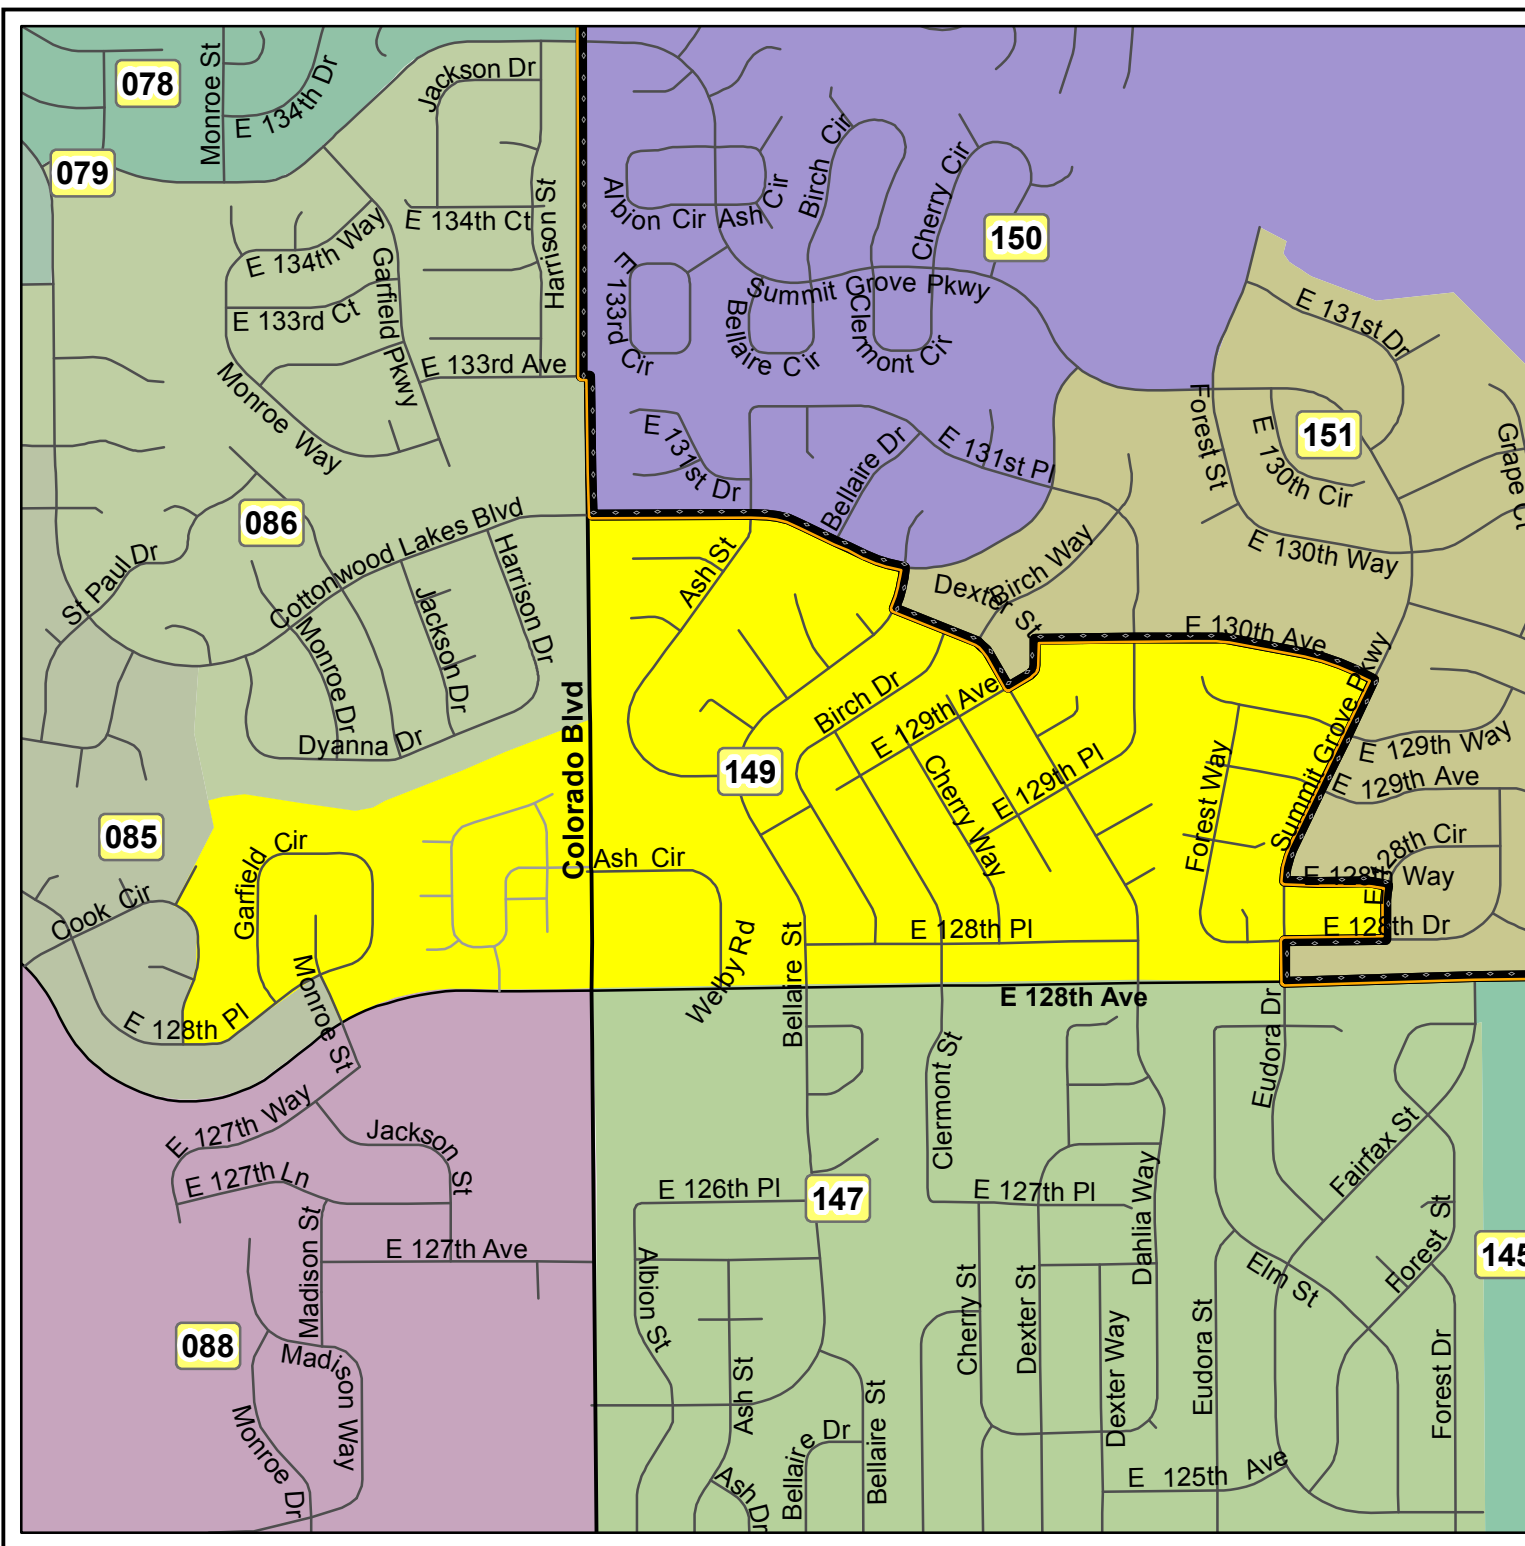 078
Monroe St
E 134th Dr
Jackson Dr
079
E 134th Ct
Harrison St
E 134th Way
Garfield Pkwy
E 133rd Ct
E 133rd Ave
Monroe Way
Albion Cir
Ash Cir
Birch Cir
Cherry Cir
150
E 133rd Cir
Summit Grove Pkwy
Bellaire Cir
Clermont Cir
E 131st Dr
E 131st Dr
Bellaire Dr
E 131st Pl
Forest St
E 130th Cir
151
Grape Ct
086
Cottonwood Lakes Blvd
St Paul Dr
Harrison Dr
Jackson Dr
Monroe Dr
Dyanna Dr
Ash St
Dexter St
Birch Way
E 130th Way
E 130th Ave
Colorado Blvd
Birch Dr
E 129th Ave
149
Cherry Way
E 129th Pl
Forest Way
Summit Grove Pkwy
E 129th Way
E 129th Ave
085
Garfield Cir
Cook Cir
Ash Cir
E 128th Cir
E 128th Way
E 128th Dr
E 128th Pl
Welby Rd
Bellaire St
E 128th Pl
Monroe St
E 128th Ave
Eudora Dr
Clermont St
E 127th Way
Jackson St
E 127th Ln
Madison St
E 127th Ave
E 126th Pl
147
E 127th Pl
Dahlia Way
Fairfax St
Forest St
145
Albion St
Cherry St
Dexter St
Elm St
088
Madison Way
Monroe Dr
Ash St
Bellaire Dr
Bellaire St
Dexter Way
Eudora St
Forest Dr
Ash Dr
E 125th Ave